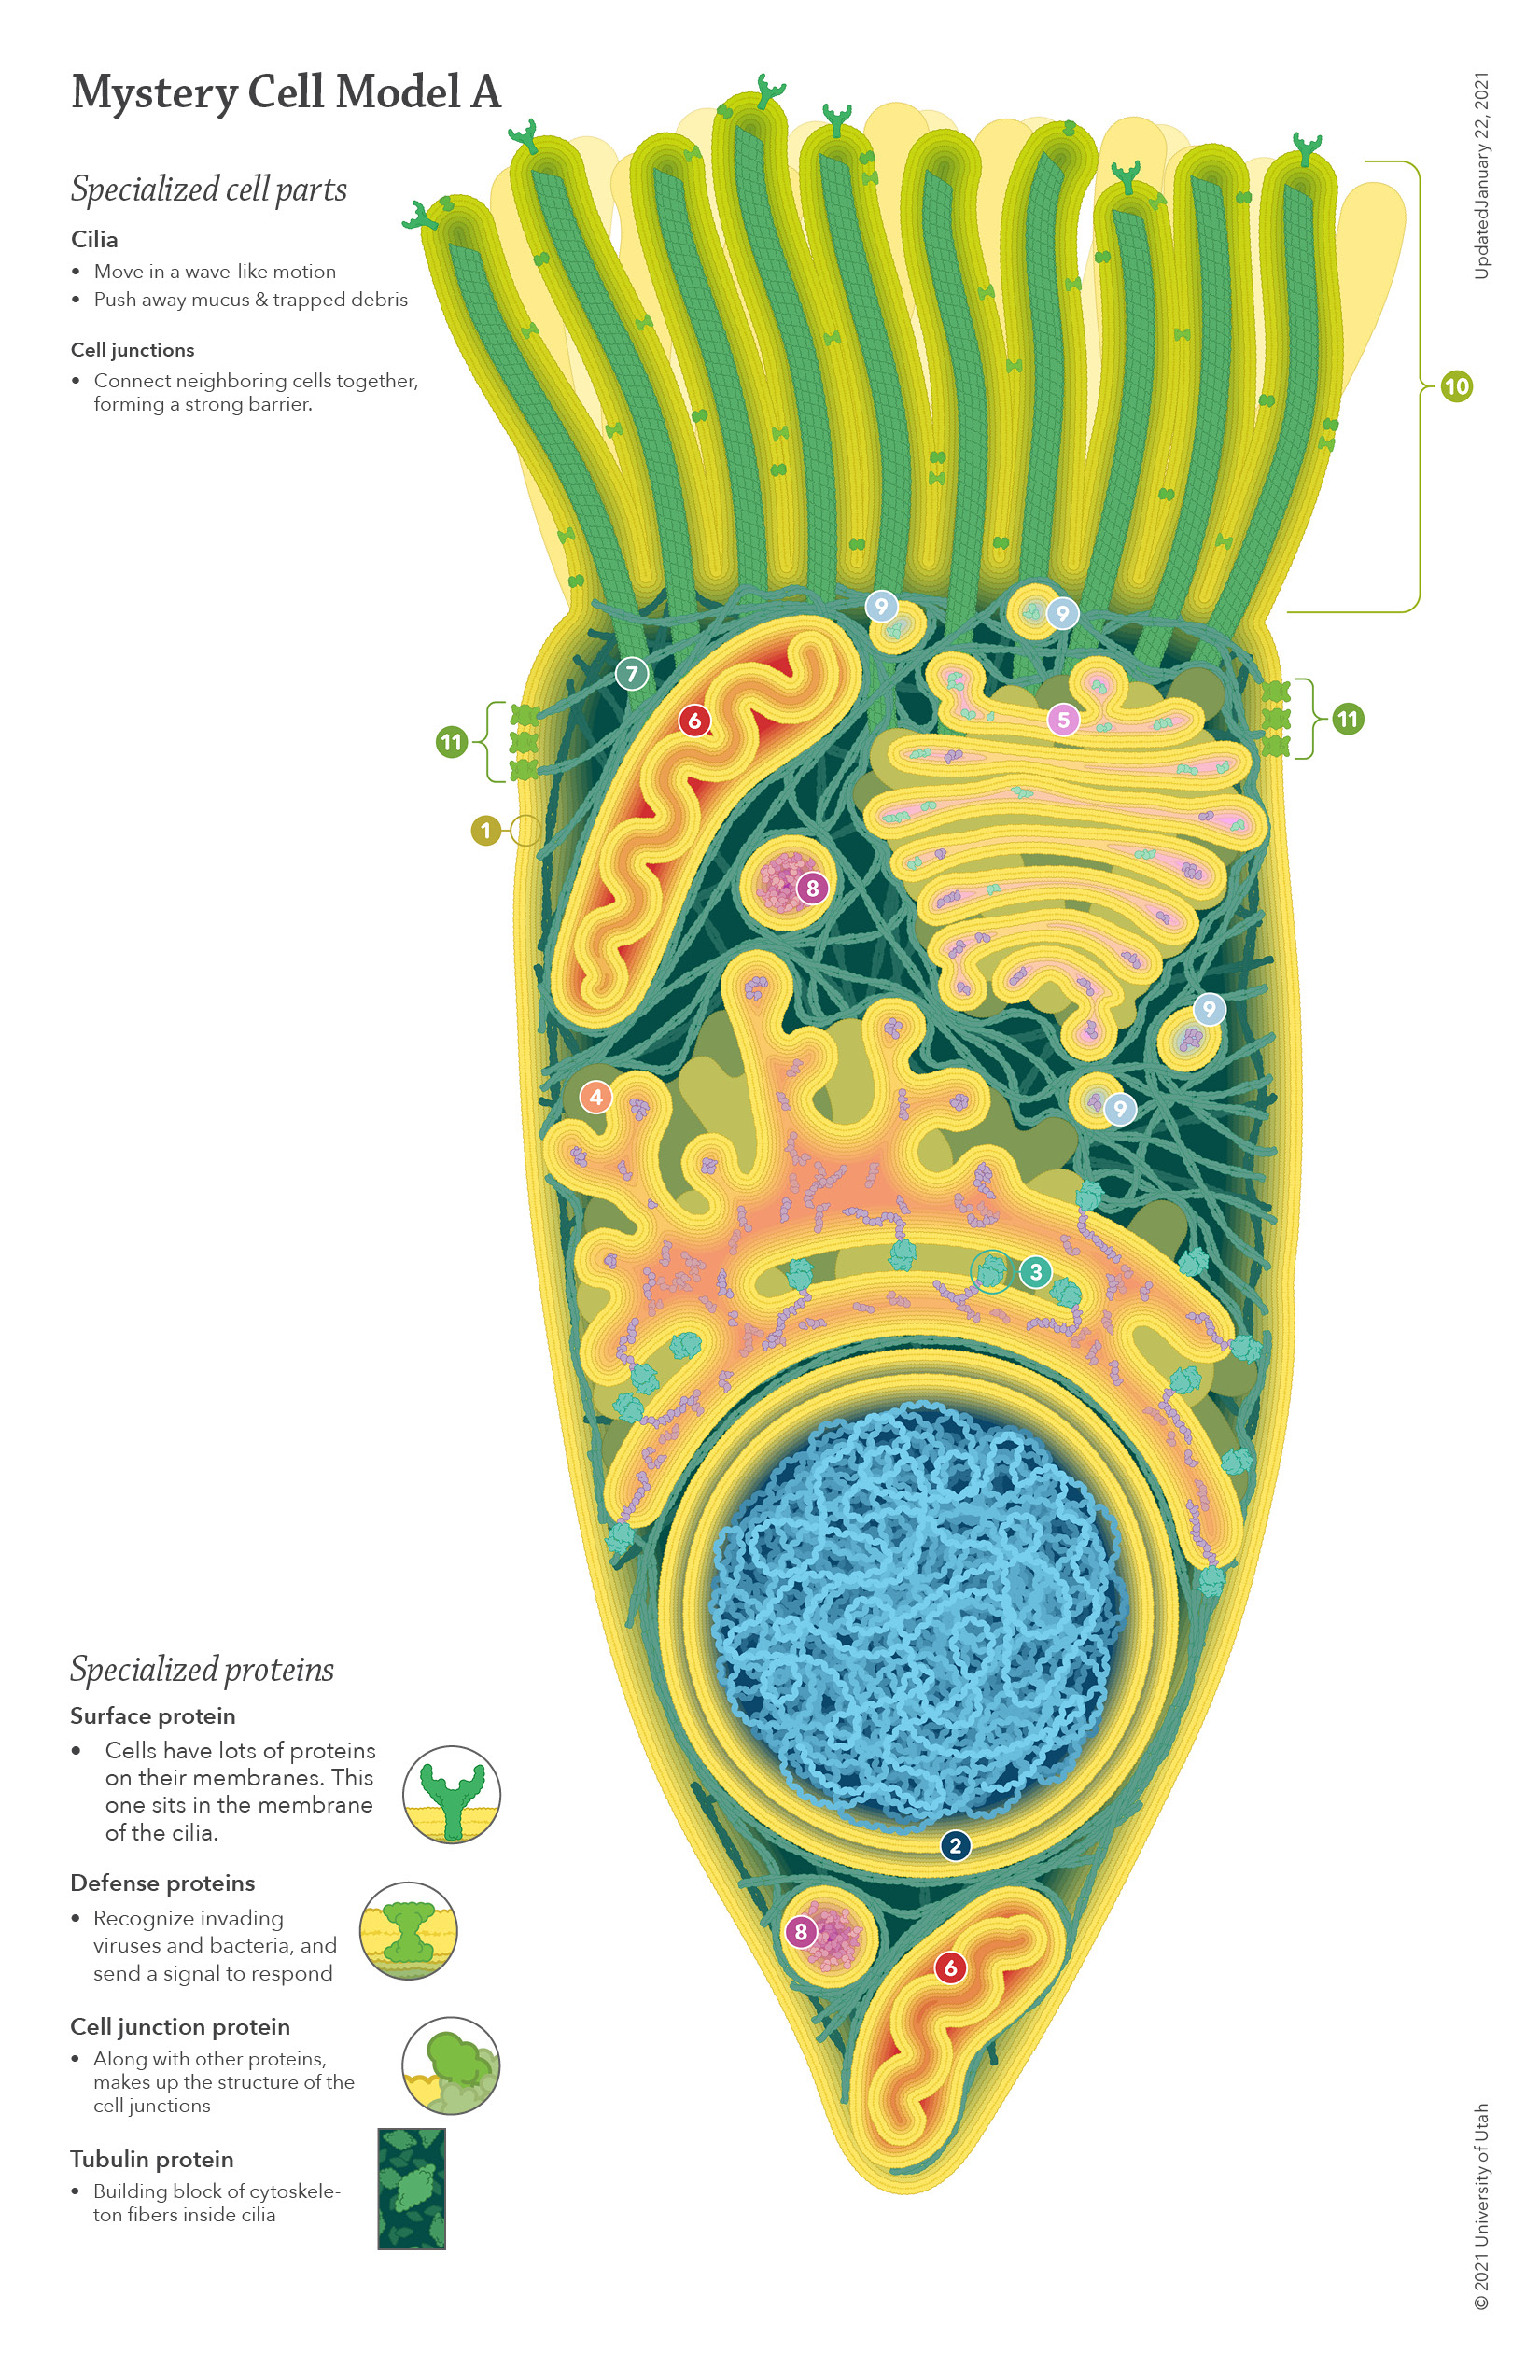 Mystery Cell Model A
Specialized cell parts
Cilia
• Move in a wave-like motion
• Push away mucus & trapped debris
Cell junctions
• Connect neighboring cells together,
forming a strong barrier.
UpdatedJanuary 22, 2021
10
9
9
7
6
5
11
11
1
8
9
4
9
3
2
8
6
Specialized proteins
Surface protein
• Cells have lots of proteins
on their membranes. This
one sits in the membrane
of the cilia.
Defense proteins
• Recognize invading
viruses and bacteria, and
send a signal to respond
Cell junction protein
• Along with other proteins,
makes up the structure of the
cell junctions
Tubulin protein
• Building block of cytoskele-
ton fibers inside cilia
© 2021 University of Utah